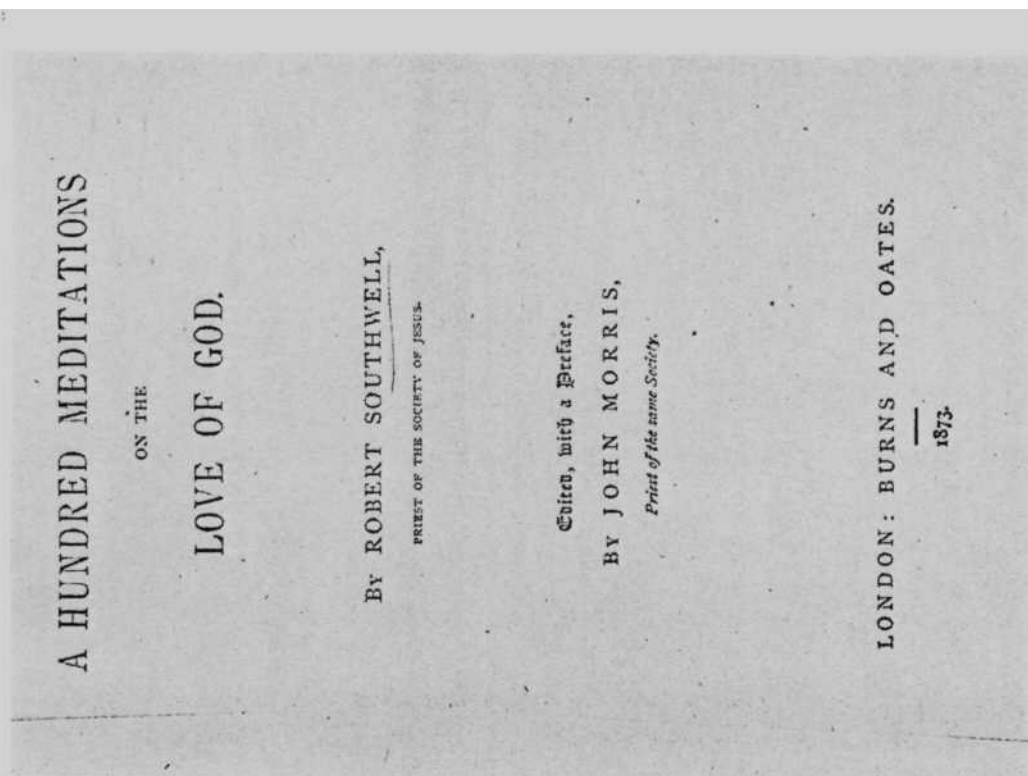 A HUNDRED MEDITATIONS
ON THE
LOVE OF GOD.
By ROBERT SOUTHWELL,
PRIEST OF THE SOCIETY OF JESUS.
Edited, with a Preface,
By JOHN MORRIS,
Priest of the same Society.
LONDON: BURNS AND OATES.
1873.